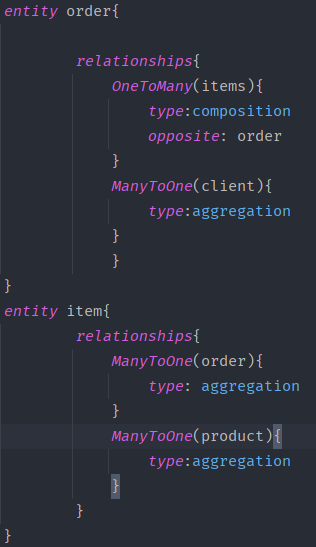 entity order{
relationships{
OneToMany(items){
type:composition
opposite: order
}
ManyToOne(client){
type:aggregation
}
}
}
entity item{
relationships{
ManyToOne(order){
type: aggregation
}
ManyToOne(product){
type:aggregation
}
}
}